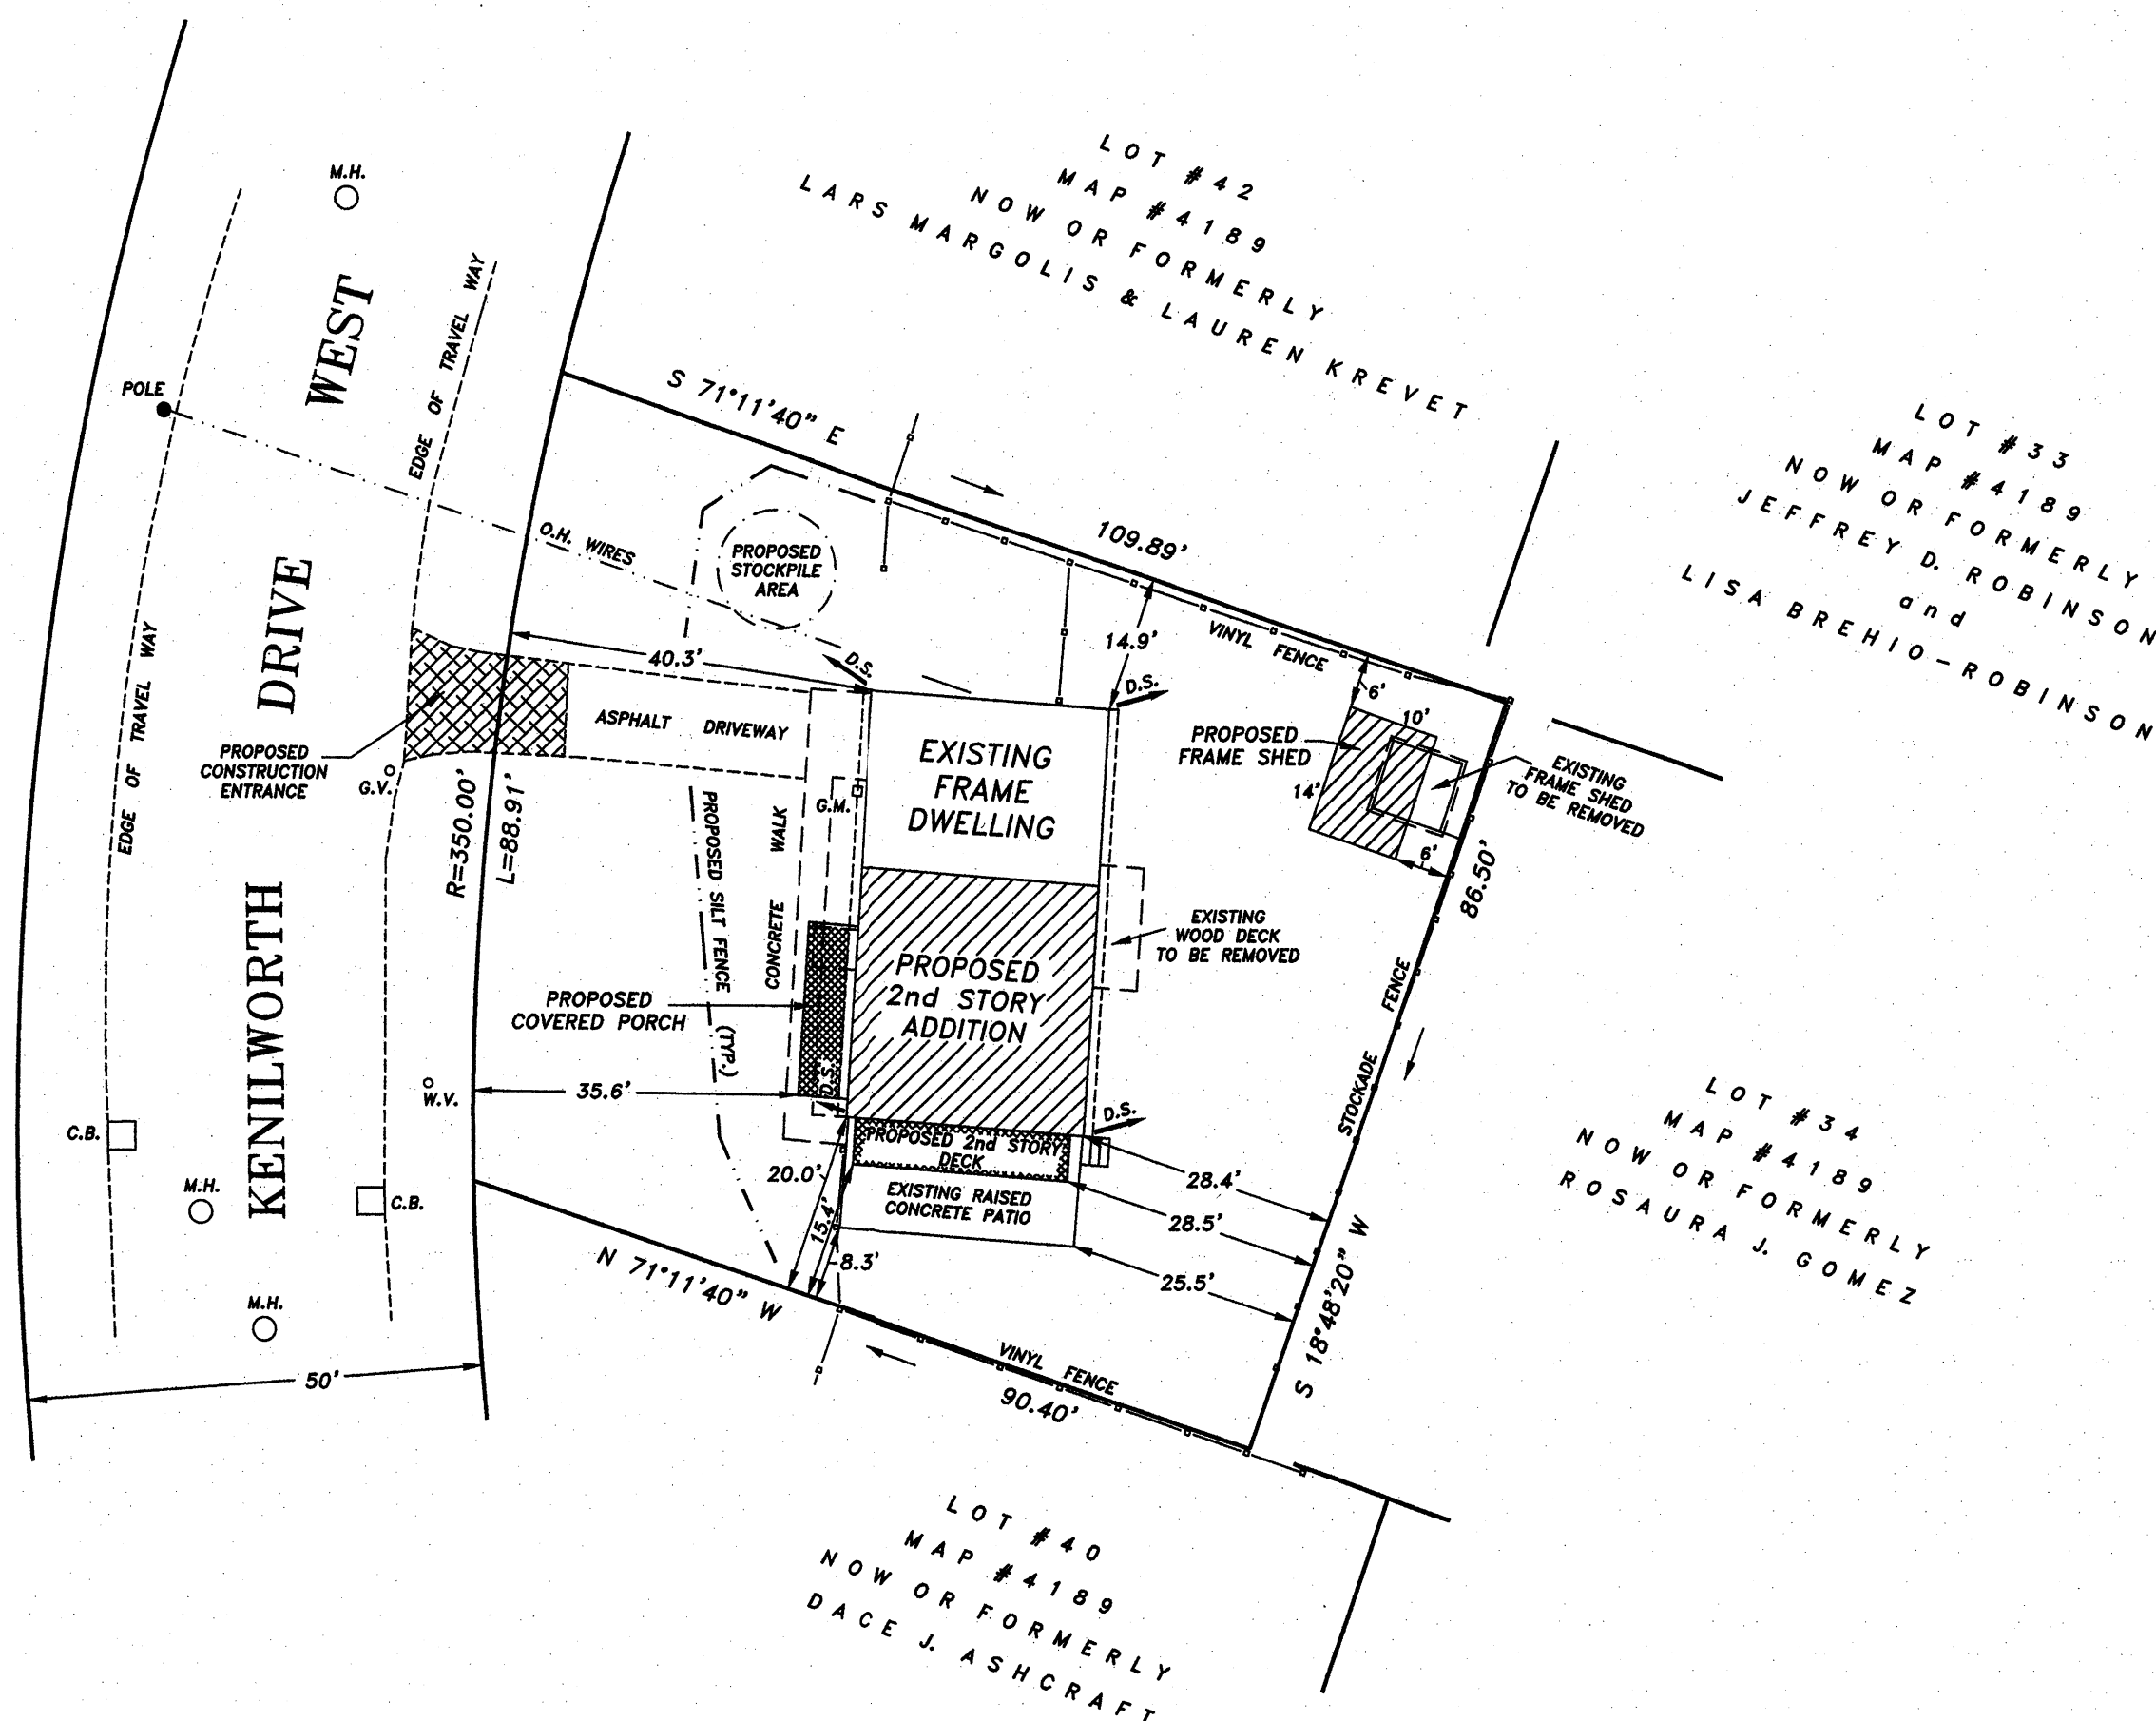 LOT #42
MAP #4189
NOW OR FORMERLY
LARS MARGOLIS & LAUREN KREVET
LOT #33
MAP #4189
NOW OR FORMERLY
JEFFREY D. ROBINSON
and
LISA BREHIO-ROBINSON
M.H.
WEST
DRIVE
KENILWORTH
EDGE OF TRAVEL WAY
EDGE OF TRAVEL WAY
POLE
S 71°11'40" E
109.89'
O.H. WIRES
PROPOSED
STOCKPILE
AREA
40.3'
D.S.
14.9'
D.S.
VINYL FENCE
6'
10'
14'
6'
PROPOSED
FRAME SHED
EXISTING
FRAME SHED
TO BE REMOVED
86.50'
ASPHALT DRIVEWAY
PROPOSED
CONSTRUCTION
ENTRANCE
G.V.
R=350.00'
L=88.91'
G.M.
EXISTING
FRAME
DWELLING
PROPOSED SILT FENCE (TYP.)
CONCRETE WALK
EXISTING
WOOD DECK
TO BE REMOVED
PROPOSED
2nd STORY
ADDITION
PROPOSED
COVERED PORCH
STOCKADE FENCE
35.6'
D.S.
W.V.
C.B.
D.S.
PROPOSED 2nd STORY
DECK
EXISTING RAISED
CONCRETE PATIO
20.0'
15.4'
8.3'
28.4'
28.5'
25.5'
S 18°48'20" W
M.H.
C.B.
M.H.
50'
N 71°11'40" W
VINYL FENCE
90.40'
LOT #34
MAP #4189
NOW OR FORMERLY
ROSAURA J. GOMEZ
LOT #40
MAP #4189
NOW OR FORMERLY
DACE J. ASHCRAFT